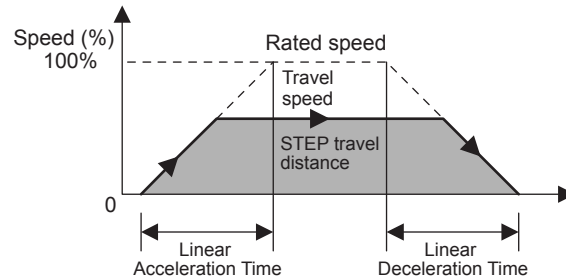 Speed (%)
100%
Rated speed
Travel
speed
STEP travel
distance
0
Linear
Acceleration Time
Linear
Deceleration Time